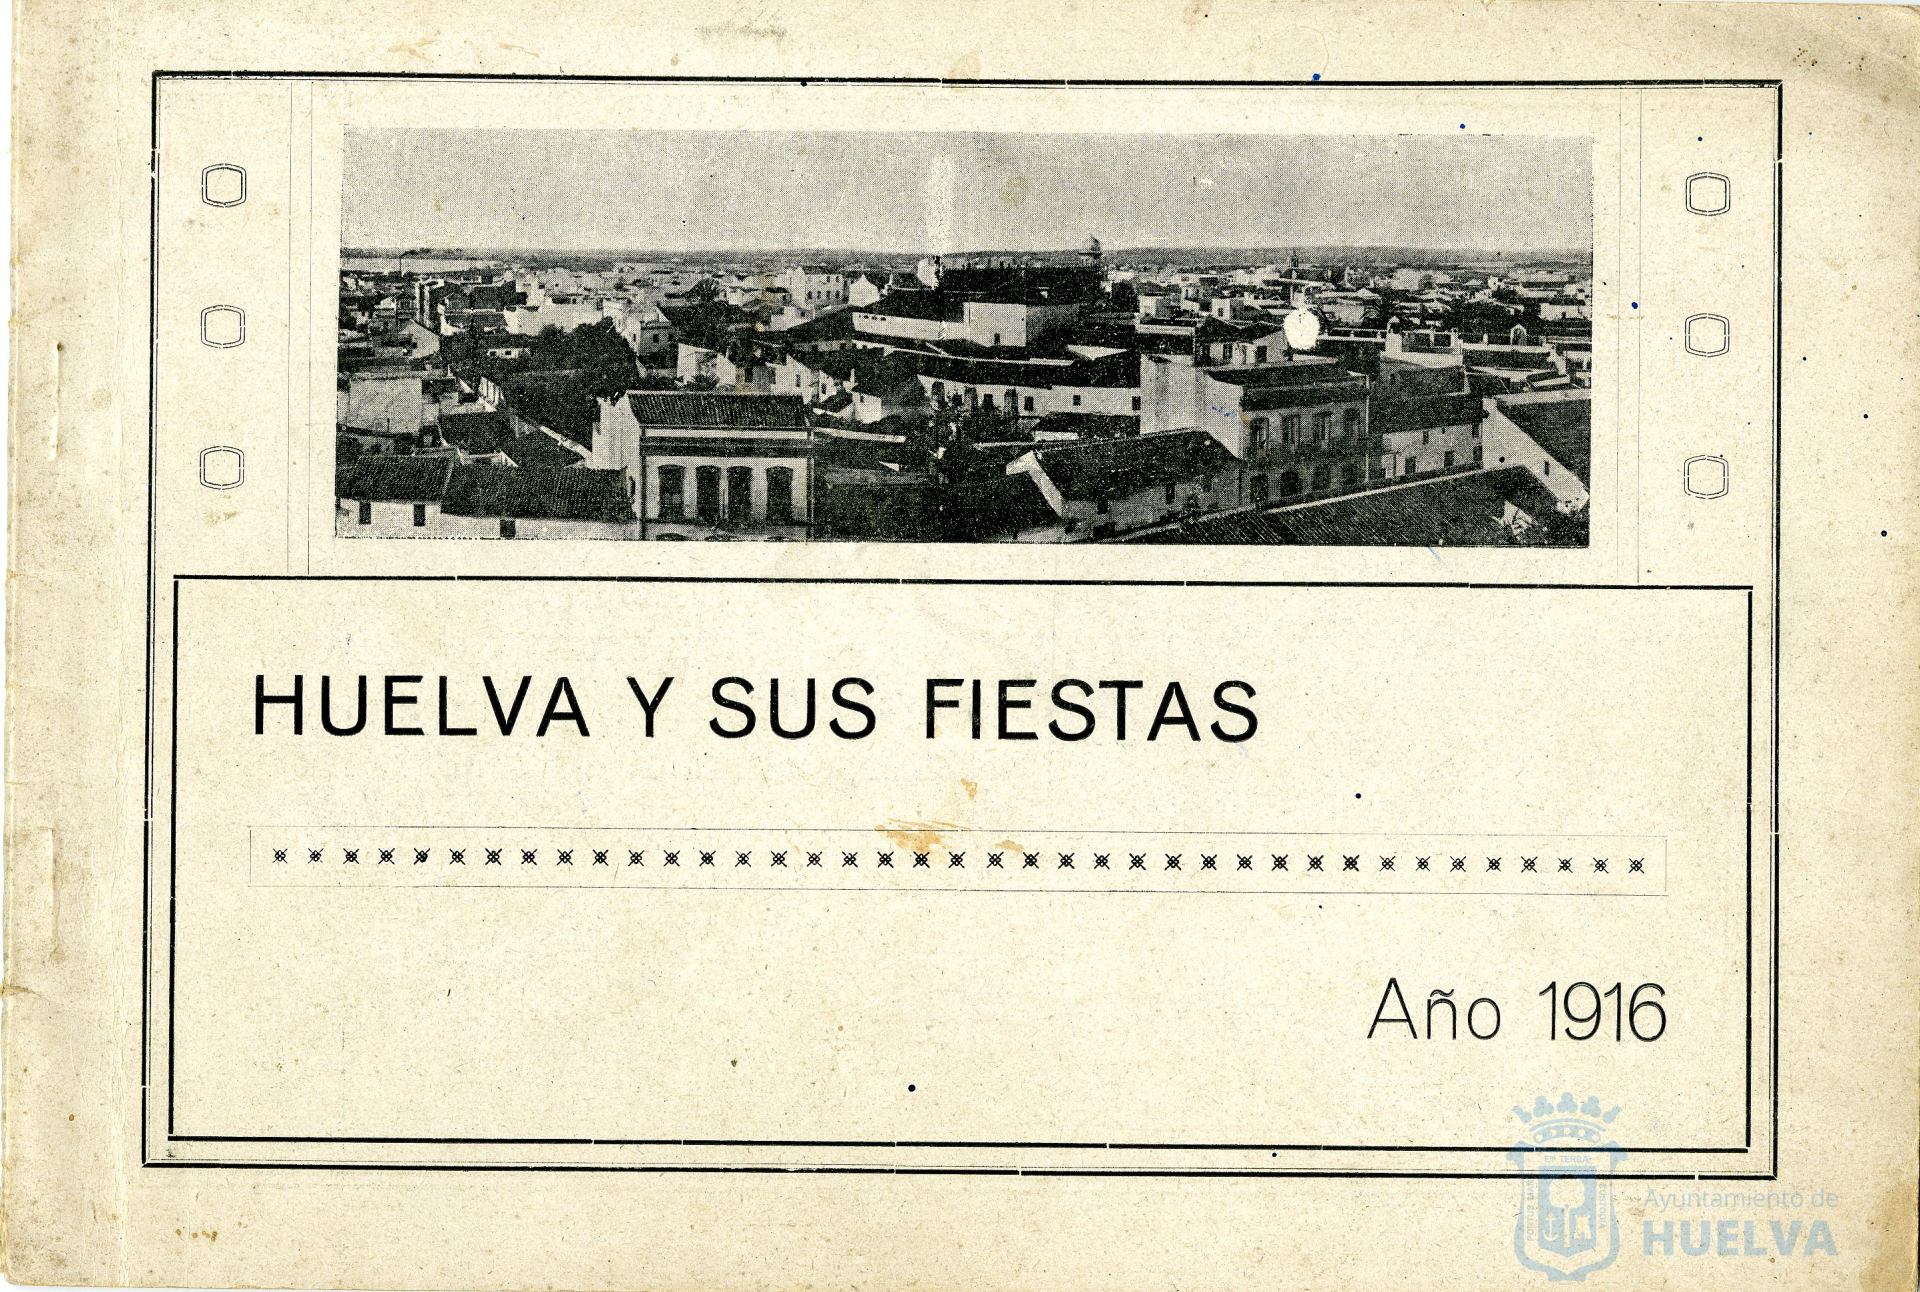 HUELVA Y SUS FIESTAS
Año 1916
Ayuntamiento de
HUELVA